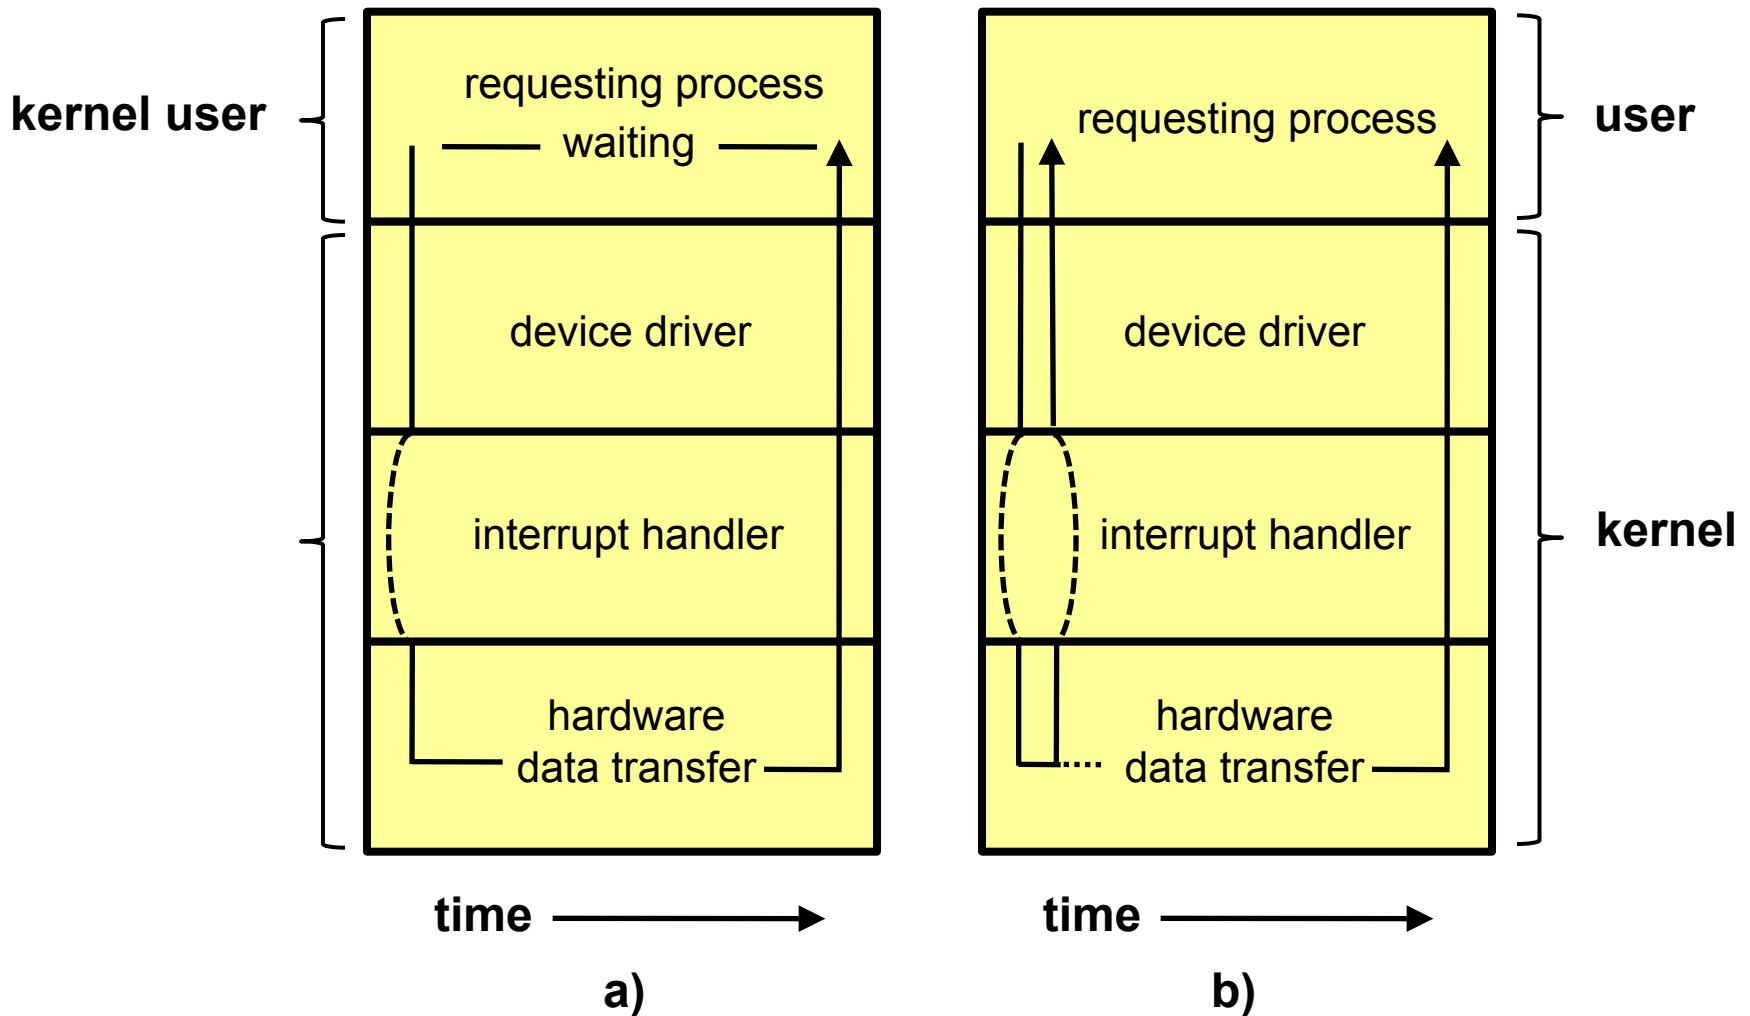 kernel user
requesting process
waiting
device driver
interrupt handler
hardware
data transfer
time
a)
requesting process
device driver
interrupt handler
hardware
data transfer
time
b)
user
kernel